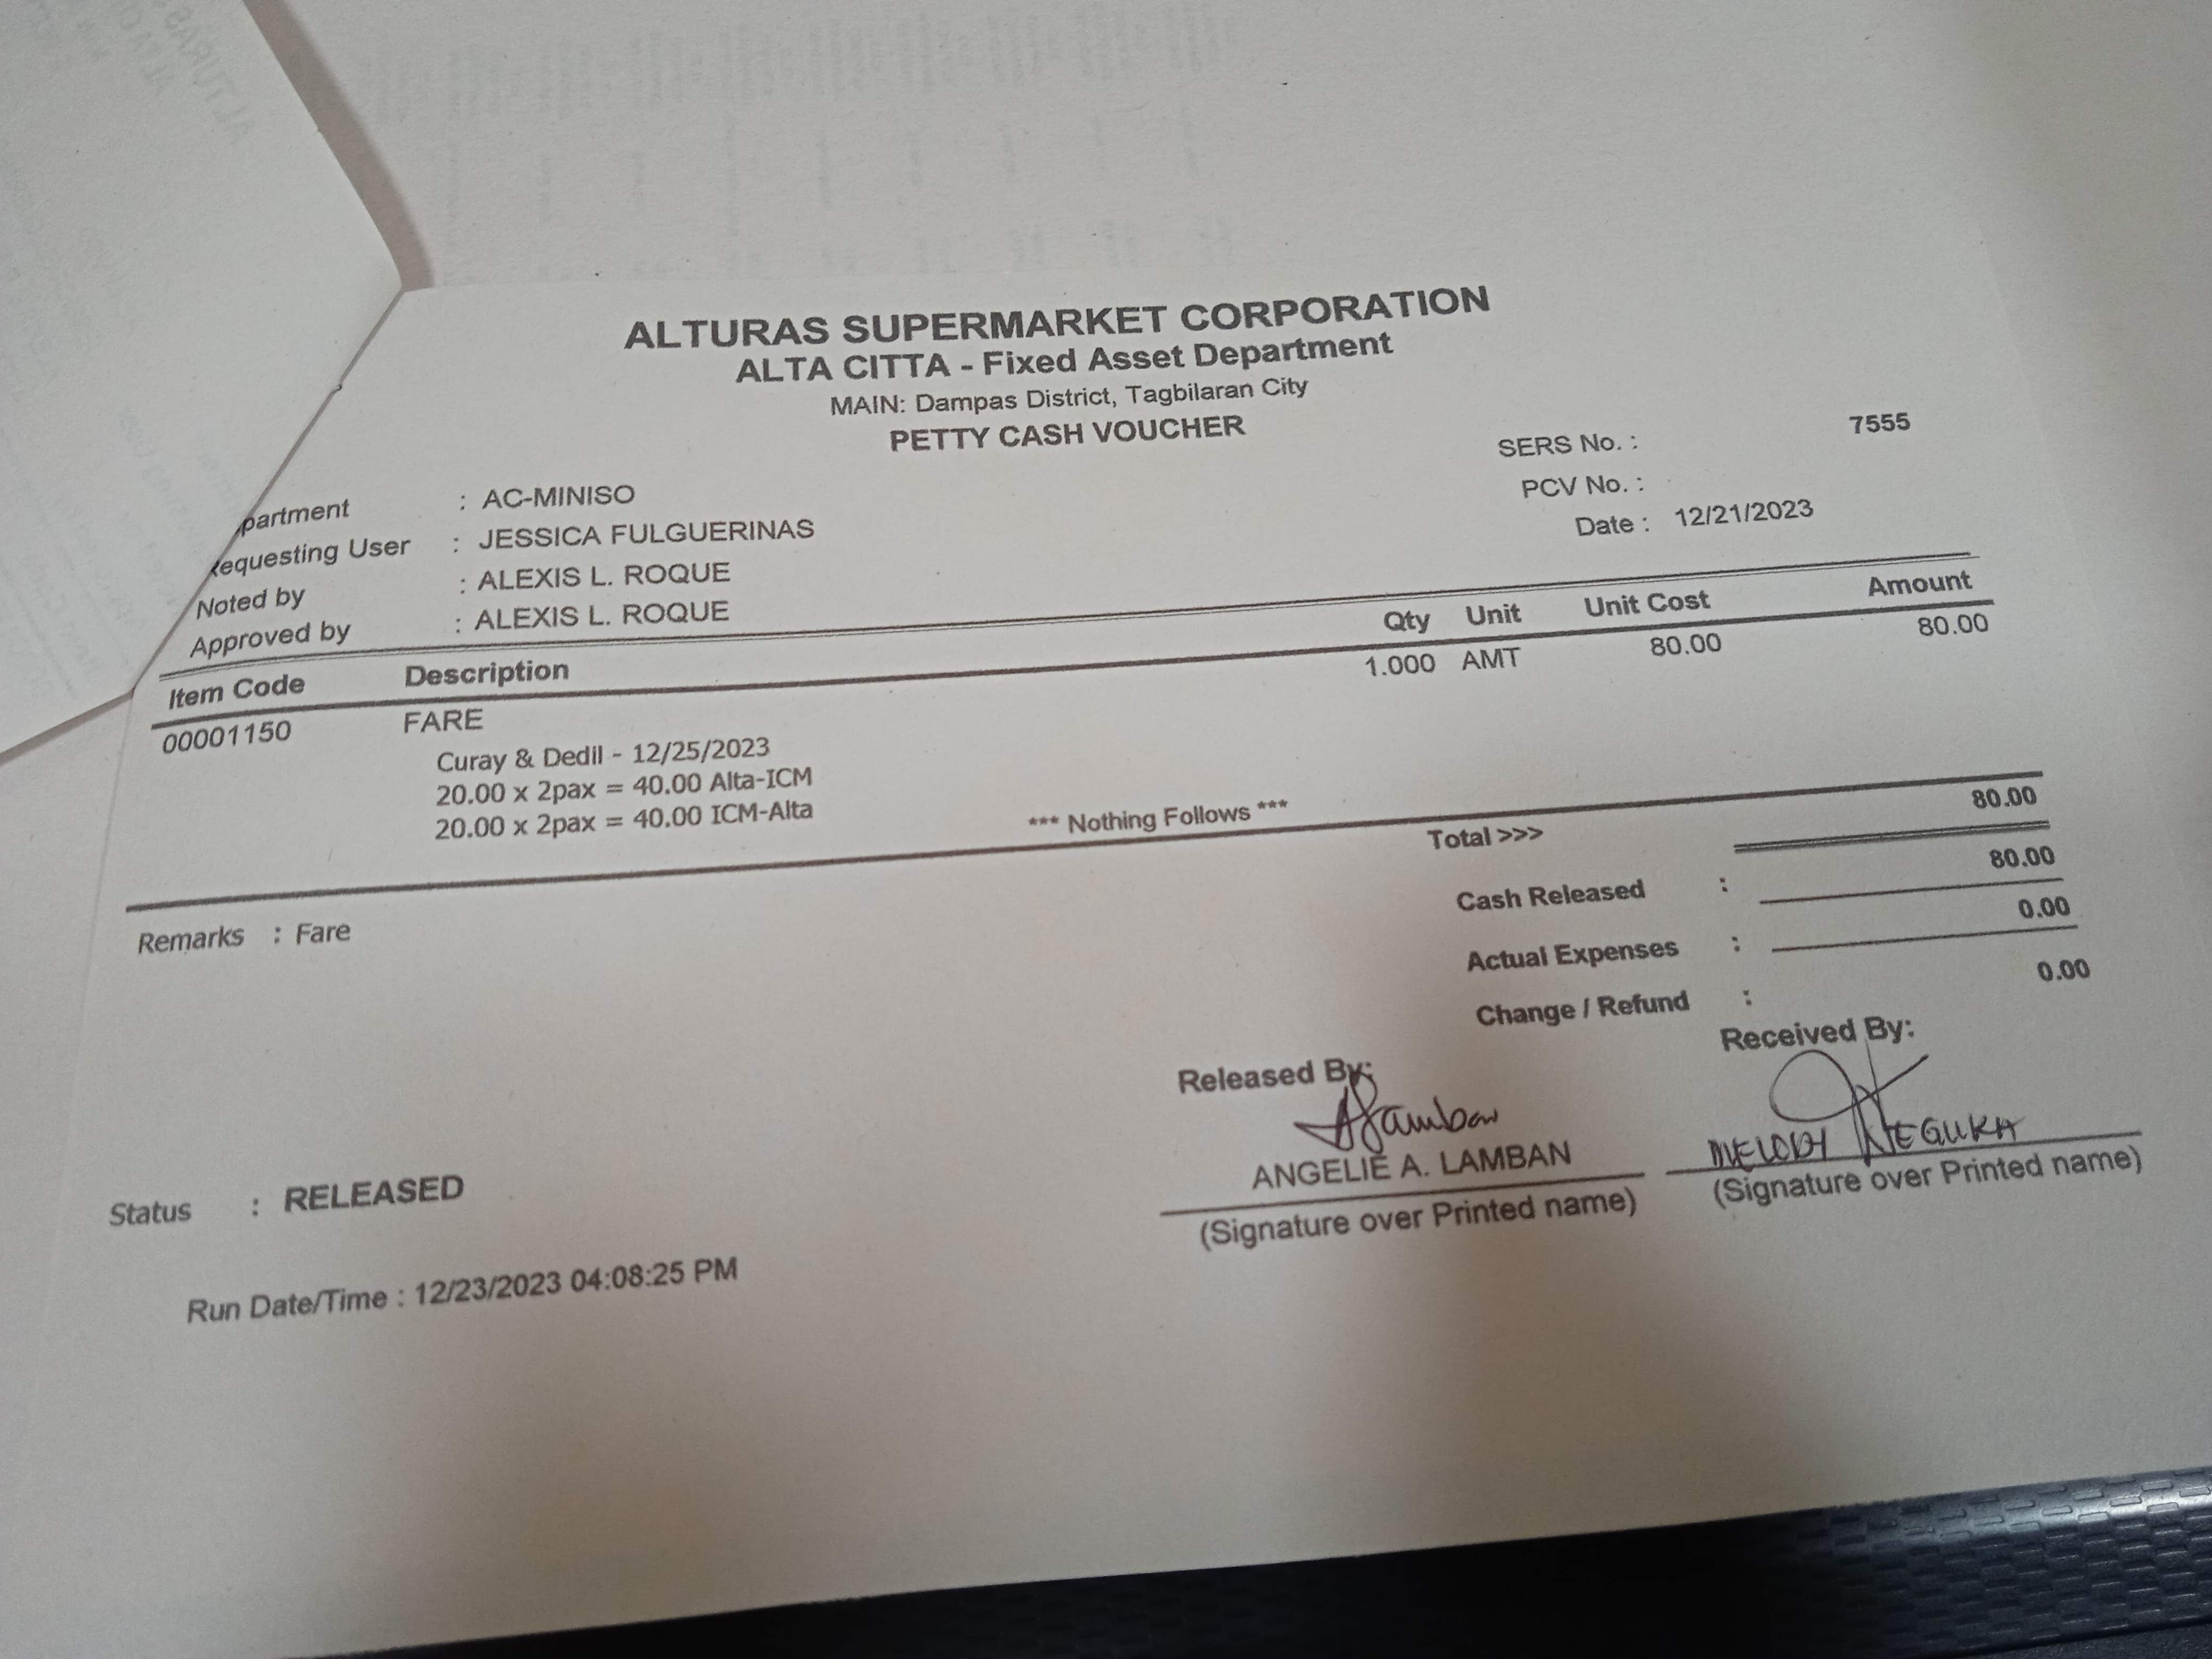 ALTURAS SUPERMARKET CORPORATION
ALTA CITTA - Fixed Asset Department
MAIN: Dampas District, Tagbilaran City
PETTY CASH VOUCHER
SERS No. : 7555
PCV No. :
Date : 12/21/2023
partment : AC-MINISO
Requesting User : JESSICA FULGUERINAS
Noted by : ALEXIS L. ROQUE
Approved by : ALEXIS L. ROQUE
Item Code Description Qty Unit Unit Cost Amount
00001150 FARE 1.000 AMT 80.00 80.00
Curay & Dedil - 12/25/2023
20.00 x 2pax = 40.00 Alta-ICM
20.00 x 2pax = 40.00 ICM-Alta
*** Nothing Follows ***
Total >>> 80.00
Cash Released : 80.00
Actual Expenses : 0.00
Change / Refund : 0.00
Remarks : Fare
Released By: Received By:
ALamban
ANGELIE A. LAMBAN MELODY
(Signature over Printed name) (Signature over Printed name)
Status : RELEASED
Run Date/Time : 12/23/2023 04:08:25 PM